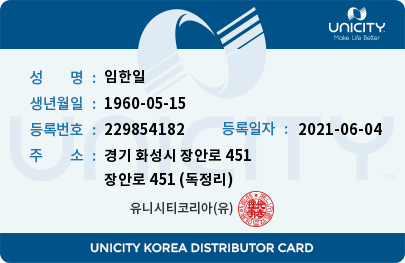 UNICITY
Make Life Better
성 명 : 임한일
생년월일 : 1960-05-15
등록번호 : 229854182 등록일자 : 2021-06-04
주 소 : 경기 화성시 장안로 451
장안로 451 (독정리)
유니시티코리아(유)
UNICITY
UNICITY KOREA DISTRIBUTOR CARD